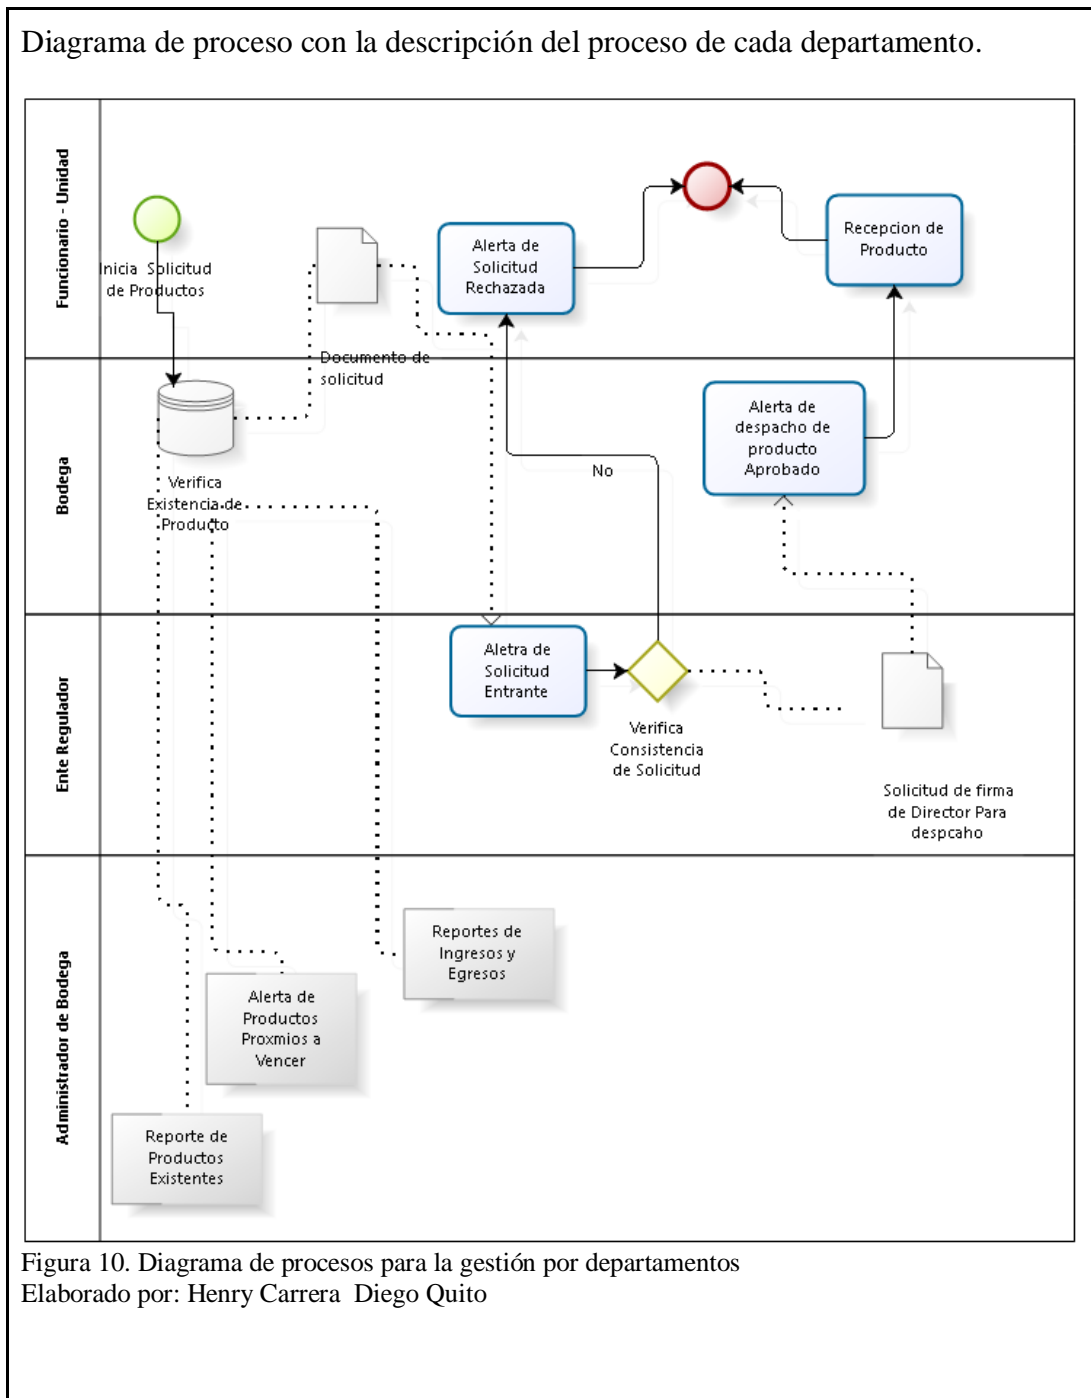 Diagrama de proceso con la descripción del proceso de cada departamento.
Funcionario - Unidad
Inicia Solicitud
de Productos
Documento de
solicitud
Alerta de
Solicitud
Rechazada
Recepcion de
Producto
Bodega
Verifica
Existencia de
Producto
No
Alerta de
despacho de
producto
Aprobado
Ente Regulador
Aletra de
Solicitud
Entrante
Verifica
Consistencia
de Solicitud
Solicitud de firma
de Director Para
despcaho
Administrador de Bodega
Reportes de
Ingresos y
Egresos
Alerta de
Productos
Proxmios a
Vencer
Reporte de
Productos
Existentes
Figura 10. Diagrama de procesos para la gestión por departamentos
Elaborado por: Henry Carrera  Diego Quito